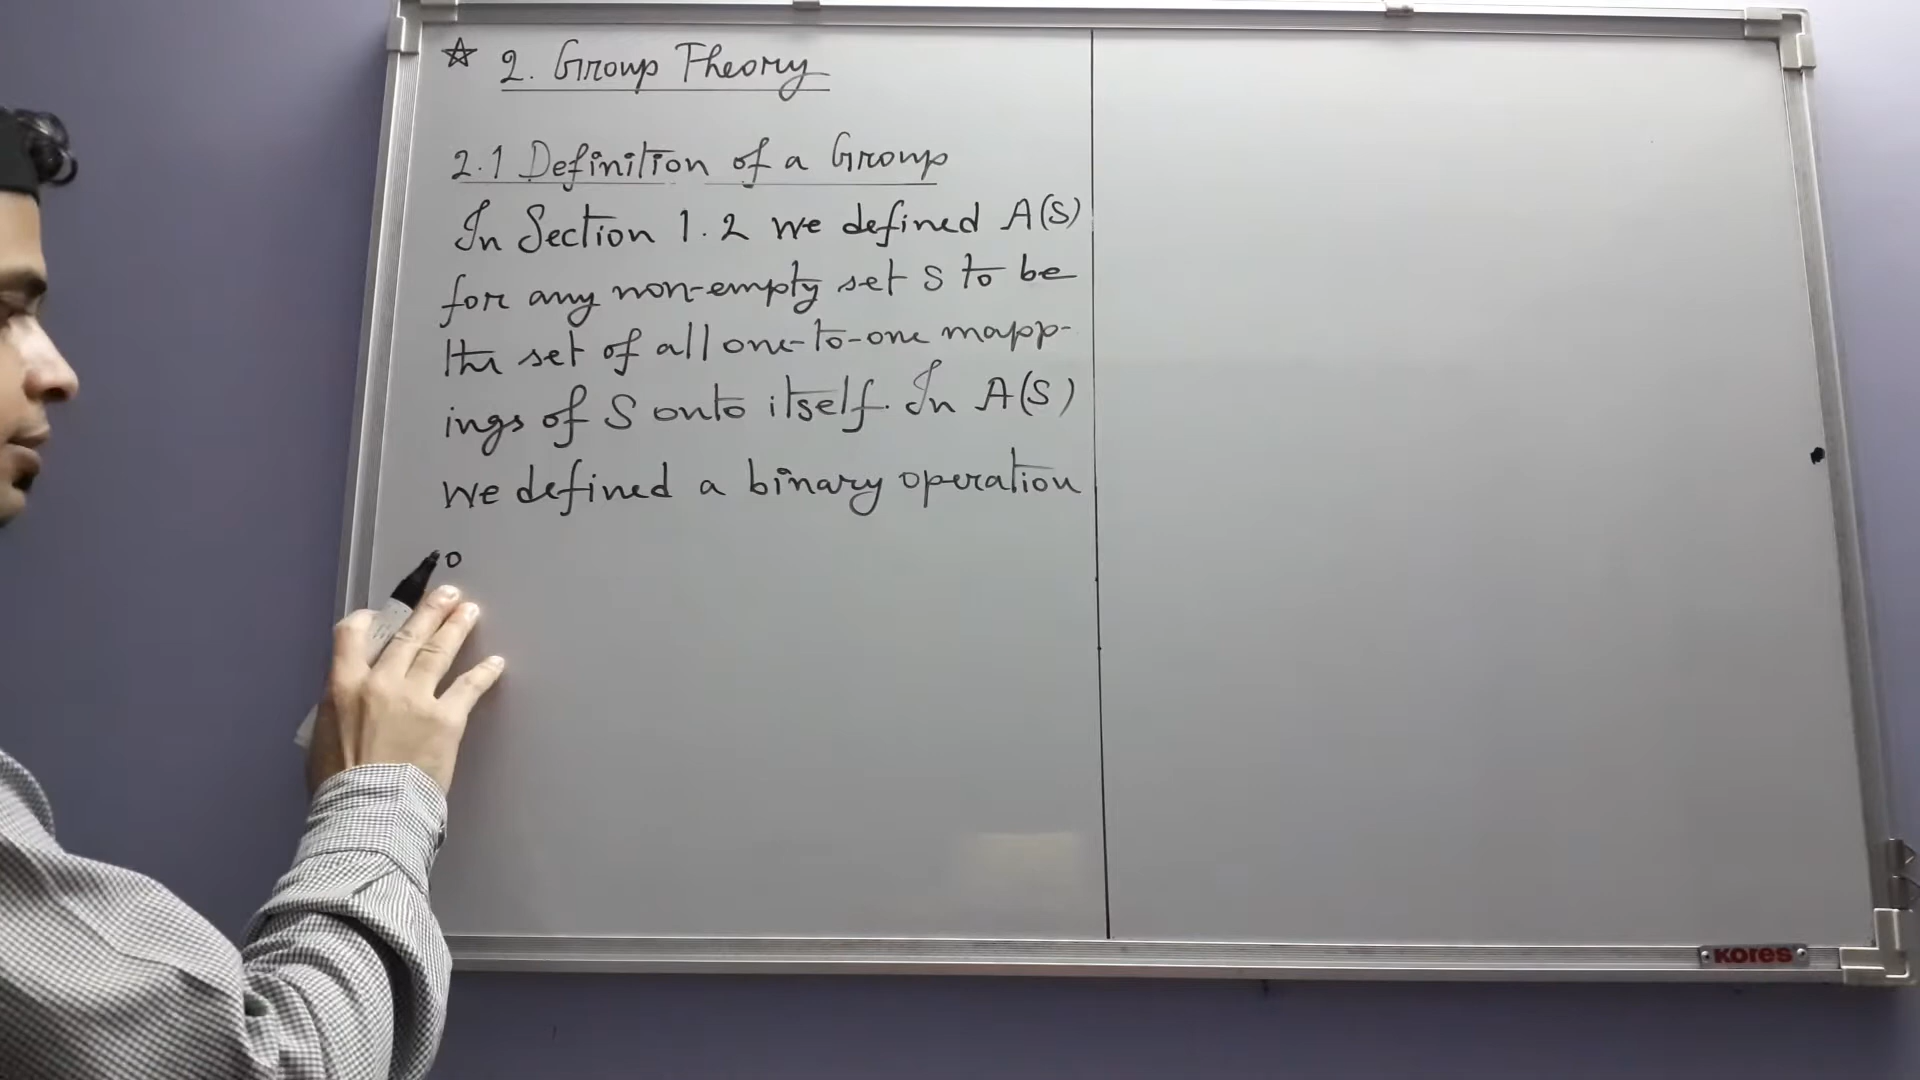 ☆ 2. Group Theory
2.1 Definition of a Group
In Section 1.2 we defined A(S)
for any non-empty set S to be
the set of all one-to-one mapp-
ings of S onto itself. In A(S)
we defined a binary operation
o
KORES